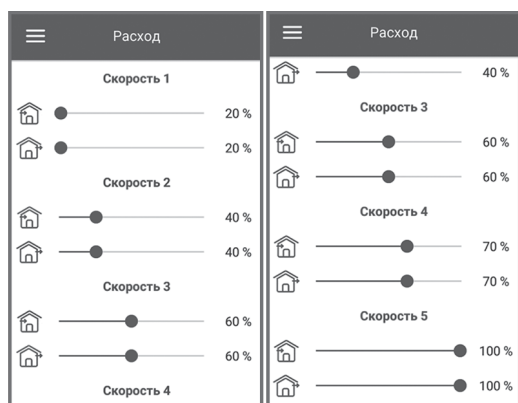 Расход
Скорость 1
20 %
20 %
Скорость 2
40 %
40 %
Скорость 3
60 %
60 %
Скорость 4
Расход
40 %
Скорость 3
60 %
60 %
Скорость 4
70 %
70 %
Скорость 5
100 %
100 %